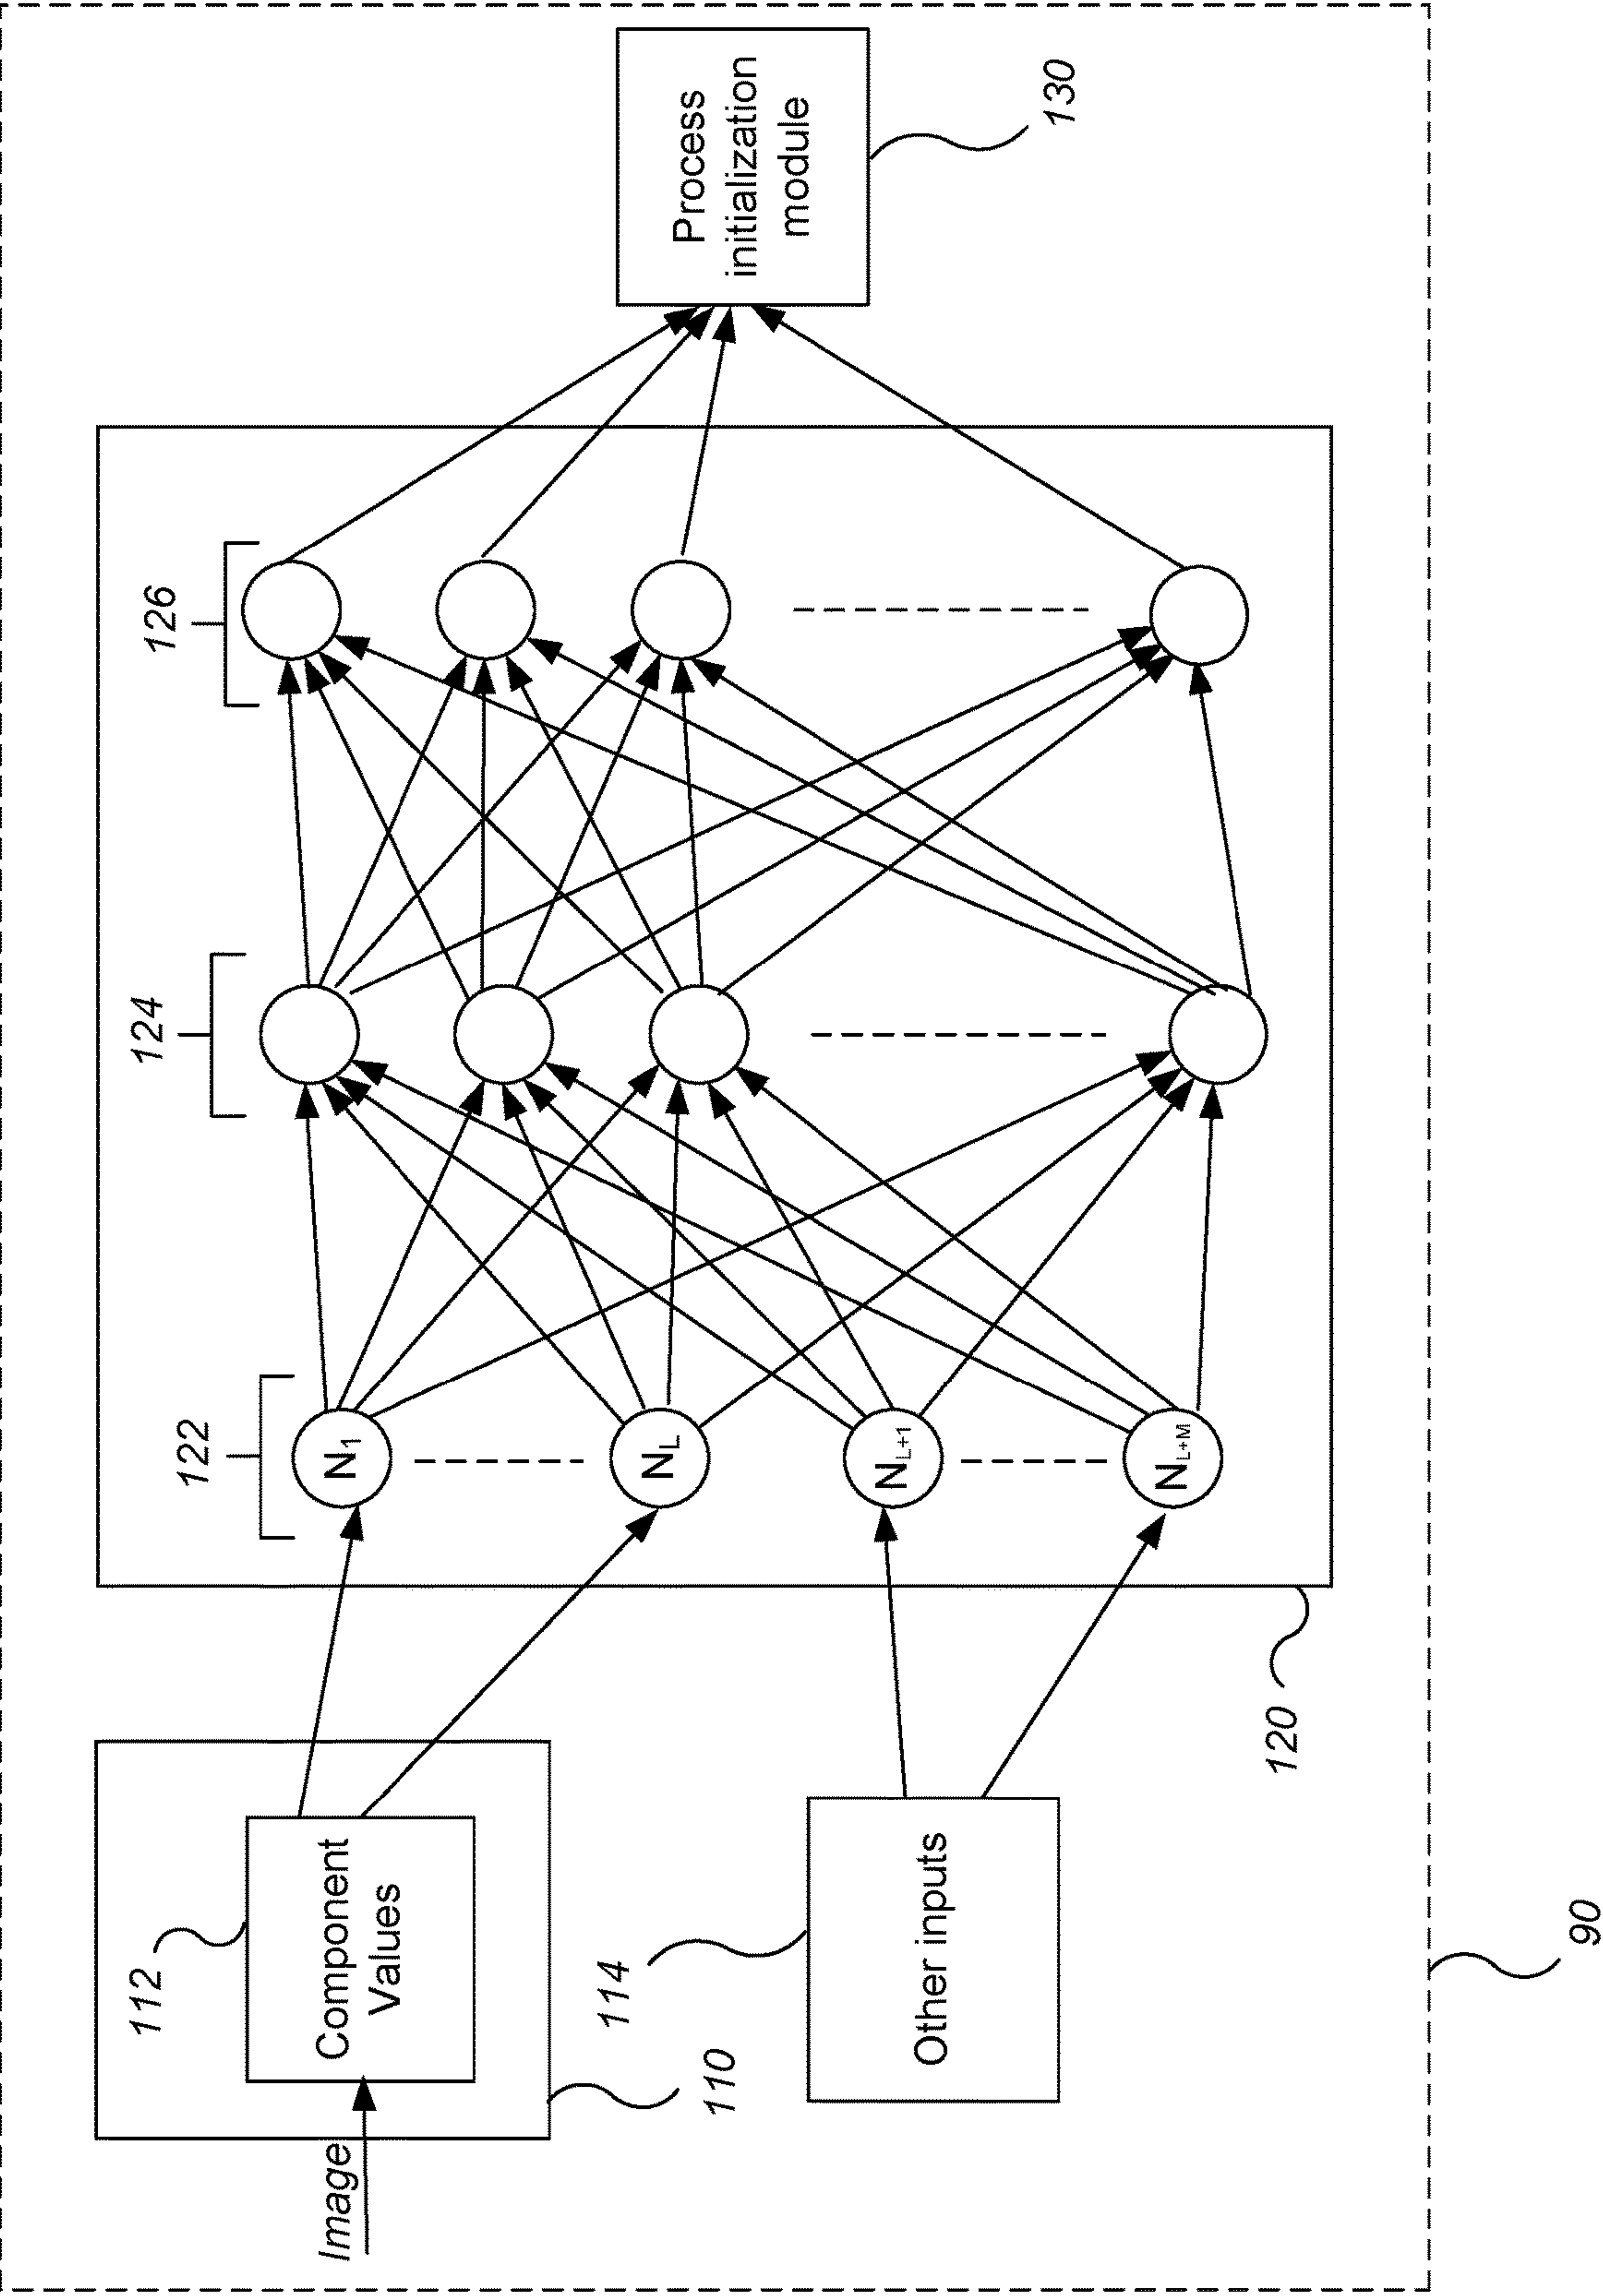 Image
112
Component
Values
110
114
Other inputs
122
N1
NL
NL+1
NL+M
124
126
120
Process
initialization
module
130
90